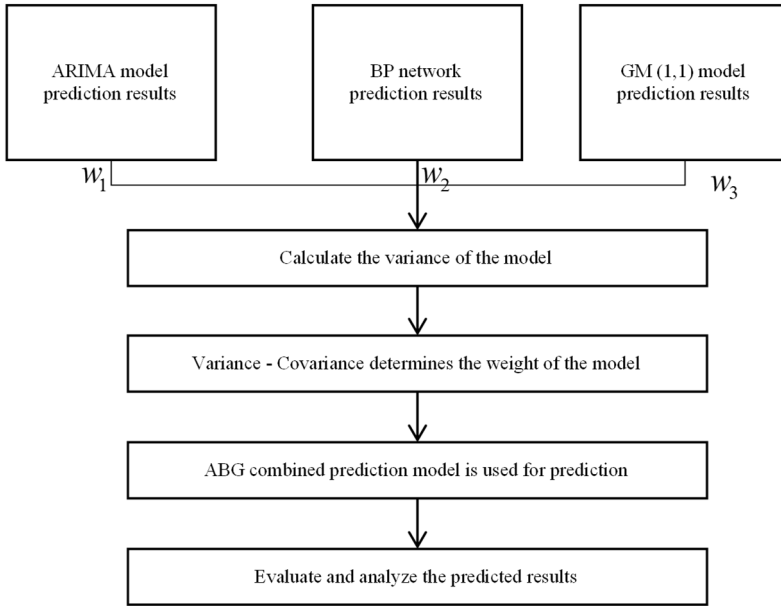 ARIMA model
prediction results
BP network
prediction results
GM (1,1) model
prediction results
w1
w2
w3
Calculate the variance of the model
Variance - Covariance determines the weight of the model
ABG combined prediction model is used for prediction
Evaluate and analyze the predicted results